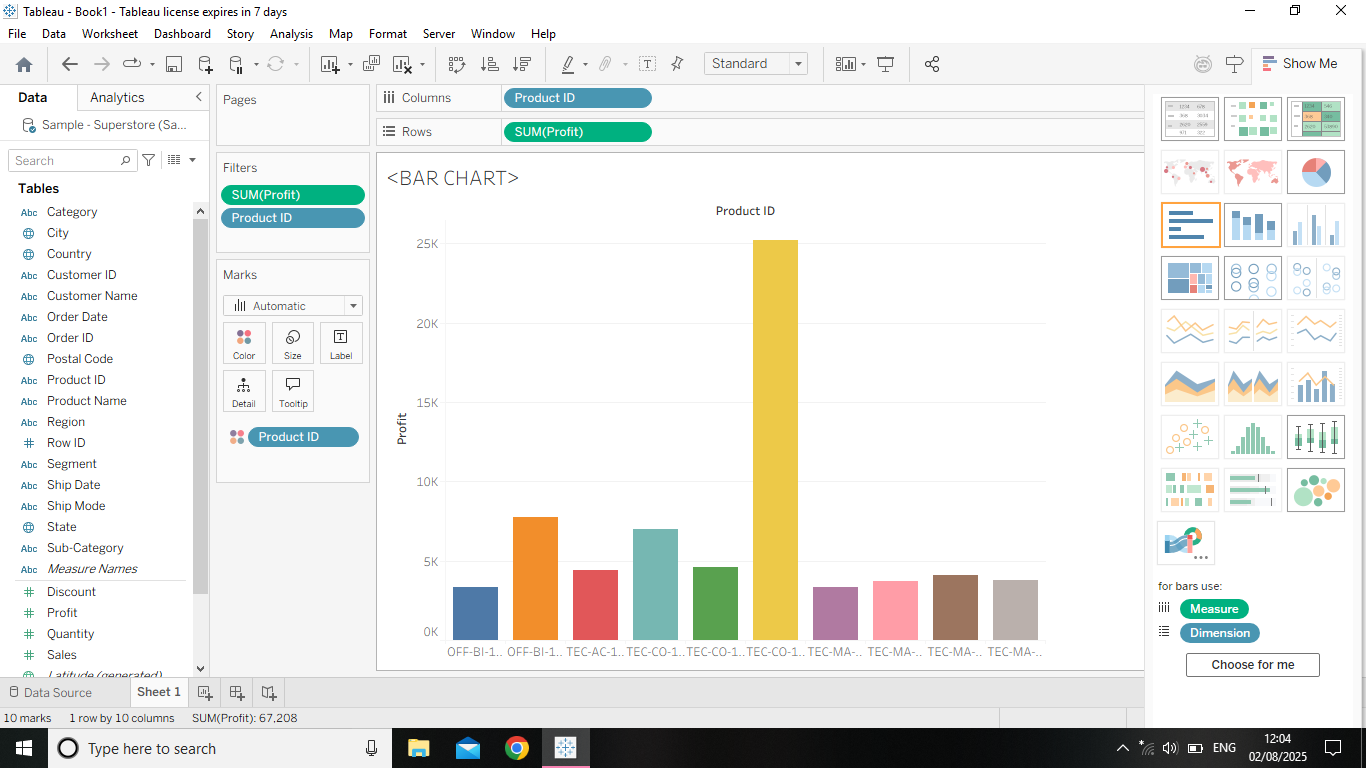 Tableau - Book1 - Tableau license expires in 7 days
File Data Worksheet Dashboard Story Analysis Map Format Server Window Help
Standard
Show Me
Data Analytics
Sample - Superstore (Sa...
Search
Tables
Abc Category
City
Country
Abc Customer ID
Abc Customer Name
Abc Order Date
Abc Order ID
Postal Code
Abc Product ID
Abc Product Name
Abc Region
Row ID
Abc Segment
Abc Ship Date
Abc Ship Mode
State
Abc Sub-Category
Abc Measure Names
Discount
Profit
Quantity
Sales
Latitude (generated)
Pages
Filters
SUM(Profit)
Product ID
Marks
Automatic
Color Size Label
Detail Tooltip
Product ID
Columns Product ID
Rows SUM(Profit)
<BAR CHART>
Product ID
Profit
25K
20K
15K
10K
5K
0K
OFF-BI-1.. OFF-BI-1.. TEC-AC-1.. TEC-CO-1.. TEC-CO-1.. TEC-CO-1.. TEC-MA-.. TEC-MA-.. TEC-MA-.. TEC-MA-..
for bars use:
Measure
Dimension
Choose for me
Data Source Sheet 1
10 marks 1 row by 10 columns SUM(Profit): 67,208
Type here to search
ENG
12:04
02/08/2025